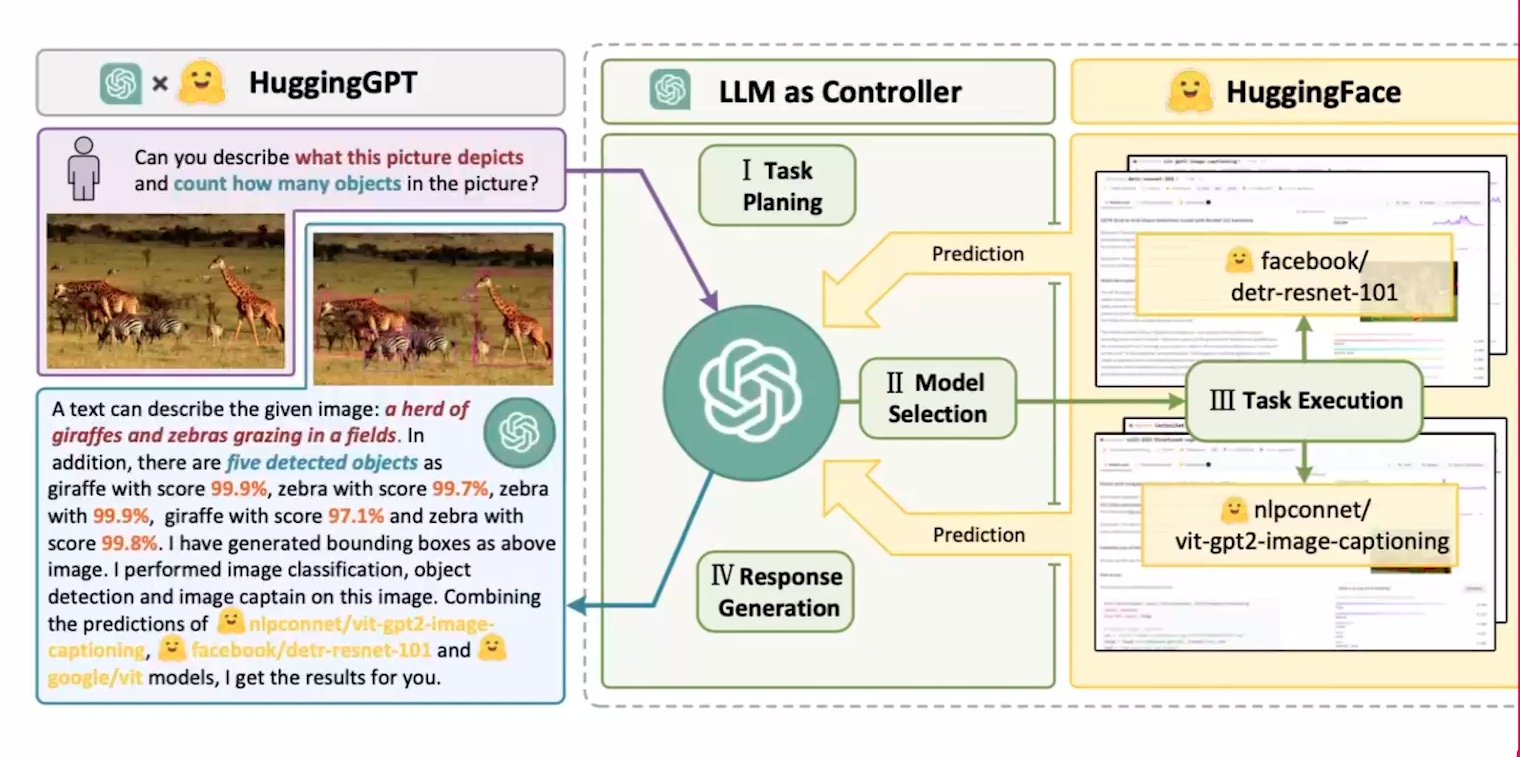 HuggingGPT
Can you describe what this picture depicts
and count how many objects in the picture?
A text can describe the given image: a herd of
giraffes and zebras grazing in a fields. In
addition, there are five detected objects as
giraffe with score 99.9%, zebra with score 99.7%, zebra
with 99.9%, giraffe with score 97.1% and zebra with
score 99.8%. I have generated bounding boxes as above
image. I performed image classification, object
detection and image captain on this image. Combining
the predictions of nlpconnet/vit-gpt2-image-
captioning, facebook/detr-resnet-101 and
google/vit models, I get the results for you.
LLM as Controller
I Task
Planing
Prediction
II Model
Selection
Prediction
IV Response
Generation
HuggingFace
facebook/
detr-resnet-101
III Task Execution
nlpconnet/
vit-gpt2-image-captioning